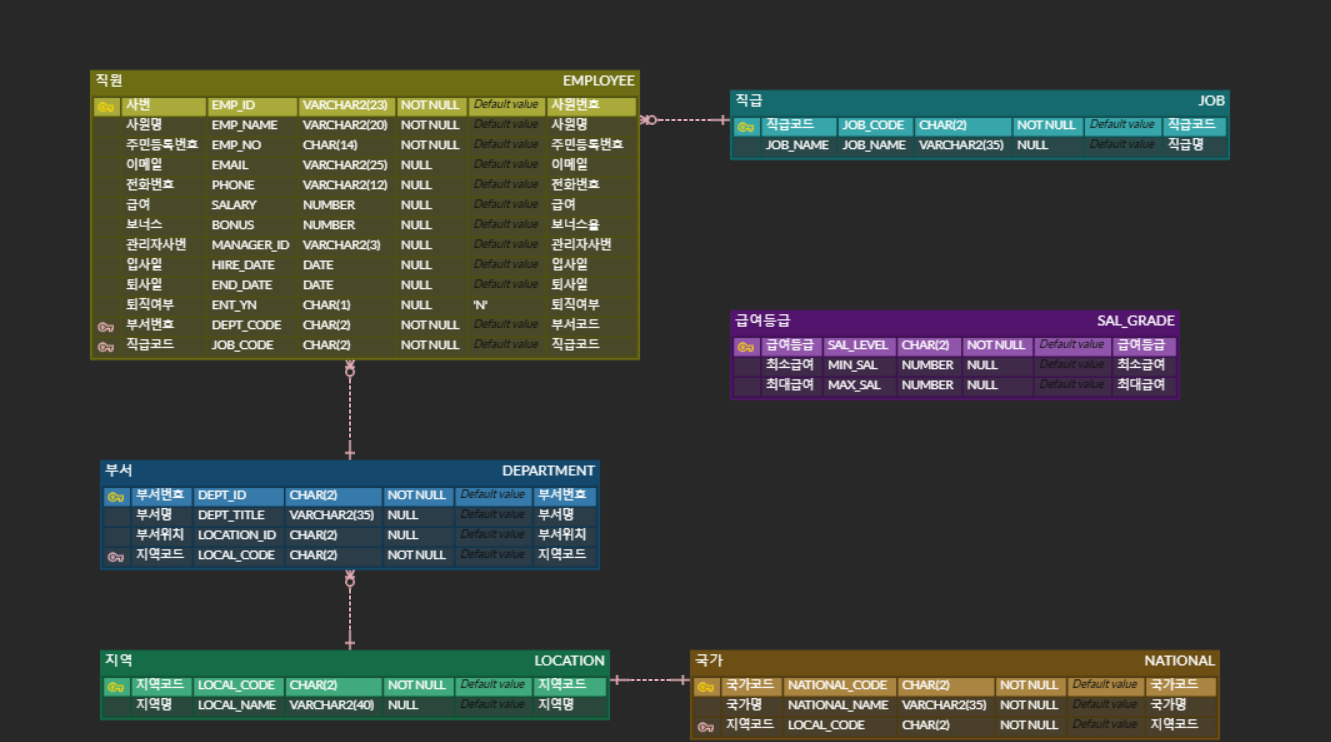 직원 EMPLOYEE
사번 EMP_ID VARCHAR2(23) NOT NULL Default value 사원번호
사원명 EMP_NAME VARCHAR2(20) NOT NULL Default value 사원명
주민등록번호 EMP_NO CHAR(14) NOT NULL Default value 주민등록번호
이메일 EMAIL VARCHAR2(25) NULL Default value 이메일
전화번호 PHONE VARCHAR2(12) NULL Default value 전화번호
급여 SALARY NUMBER NULL Default value 급여
보너스 BONUS NUMBER NULL Default value 보너스율
관리자사번 MANAGER_ID VARCHAR2(3) NULL Default value 관리자사번
입사일 HIRE_DATE DATE NULL Default value 입사일
퇴사일 END_DATE DATE NULL Default value 퇴사일
퇴직여부 ENT_YN CHAR(1) NULL 'N' 퇴직여부
부서번호 DEPT_CODE CHAR(2) NOT NULL Default value 부서코드
직급코드 JOB_CODE CHAR(2) NOT NULL Default value 직급코드
직급 JOB
직급코드 JOB_CODE CHAR(2) NOT NULL Default value 직급코드
JOB_NAME JOB_NAME VARCHAR2(35) NULL Default value 직급명
급여등급 SAL_GRADE
급여등급 SAL_LEVEL CHAR(2) NOT NULL Default value 급여등급
최소급여 MIN_SAL NUMBER NULL Default value 최소급여
최대급여 MAX_SAL NUMBER NULL Default value 최대급여
부서 DEPARTMENT
부서번호 DEPT_ID CHAR(2) NOT NULL Default value 부서번호
부서명 DEPT_TITLE VARCHAR2(35) NULL Default value 부서명
부서위치 LOCATION_ID CHAR(2) NULL Default value 부서위치
지역코드 LOCAL_CODE CHAR(2) NOT NULL Default value 지역코드
지역 LOCATION
지역코드 LOCAL_CODE CHAR(2) NOT NULL Default value 지역코드
지역명 LOCAL_NAME VARCHAR2(40) NULL Default value 지역명
국가 NATIONAL
국가코드 NATIONAL_CODE CHAR(2) NOT NULL Default value 국가코드
국가명 NATIONAL_NAME VARCHAR2(35) NOT NULL Default value 국가명
지역코드 LOCAL_CODE CHAR(2) NOT NULL Default value 지역코드